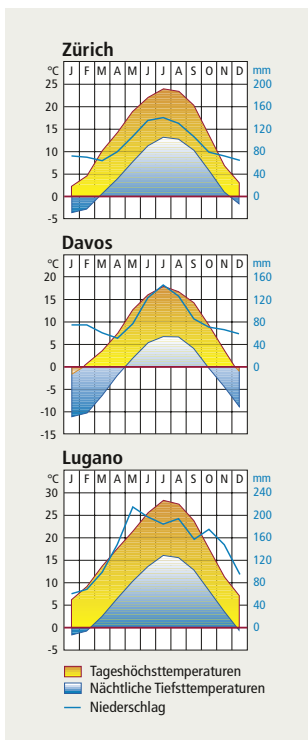 Zürich
°C J F M A M J J A S O N D mm
25 200
20 160
15 120
10 80
5 40
0 0
-5
Davos
°C J F M A M J J A S O N D mm
20 160
15 120
10 80
5 40
0 0
-5
-10
-15
Lugano
°C J F M A M J J A S O N D mm
30 240
25 200
20 160
15 120
10 80
5 40
0 0
-5
Tageshöchsttemperaturen
Nächtliche Tiefsttemperaturen
Niederschlag